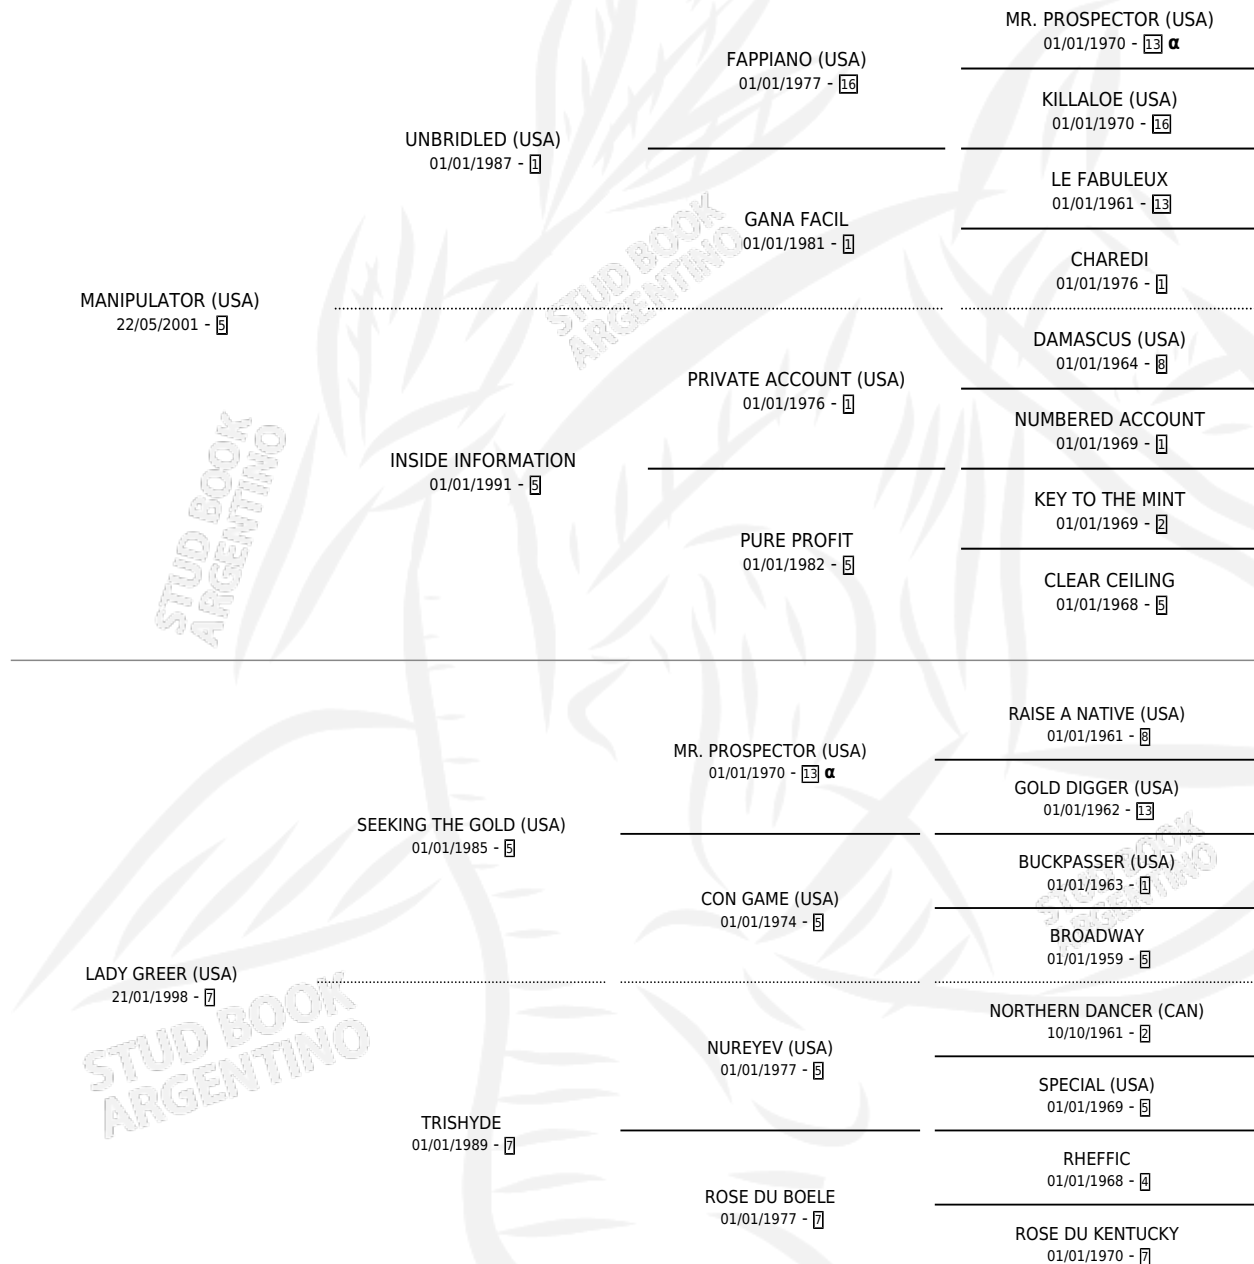 MR. PROSPECTOR (USA)
01/01/1970 - 13 α
FAPPIANO (USA)
01/01/1977 - 16
KILLALOE (USA)
01/01/1970 - 16
UNBRIDLED (USA)
01/01/1987 - 1
LE FABULEUX
01/01/1961 - 13
GANA FACIL
01/01/1981 - 1
CHAREDI
01/01/1976 - 1
MANIPULATOR (USA)
22/05/2001 - 5
DAMASCUS (USA)
01/01/1964 - 8
PRIVATE ACCOUNT (USA)
01/01/1976 - 1
NUMBERED ACCOUNT
01/01/1969 - 1
INSIDE INFORMATION
01/01/1991 - 5
KEY TO THE MINT
01/01/1969 - 2
PURE PROFIT
01/01/1982 - 5
CLEAR CEILING
01/01/1968 - 5
RAISE A NATIVE (USA)
01/01/1961 - 8
MR. PROSPECTOR (USA)
01/01/1970 - 13 α
GOLD DIGGER (USA)
01/01/1962 - 13
SEEKING THE GOLD (USA)
01/01/1985 - 5
BUCKPASSER (USA)
01/01/1963 - 1
CON GAME (USA)
01/01/1974 - 5
BROADWAY
01/01/1959 - 5
LADY GREER (USA)
21/01/1998 - 7
NORTHERN DANCER (CAN)
10/10/1961 - 2
NUREYEV (USA)
01/01/1977 - 5
SPECIAL (USA)
01/01/1969 - 5
TRISHYDE
01/01/1989 - 7
RHEFFIC
01/01/1968 - 4
ROSE DU BOELE
01/01/1977 - 7
ROSE DU KENTUCKY
01/01/1970 - 7
STUD BOOK
ARGENTINO
STUD BOOK
ARGENTINO
STUD BOOK
ARGENTINO
STUD BOOK
ARGENTINO